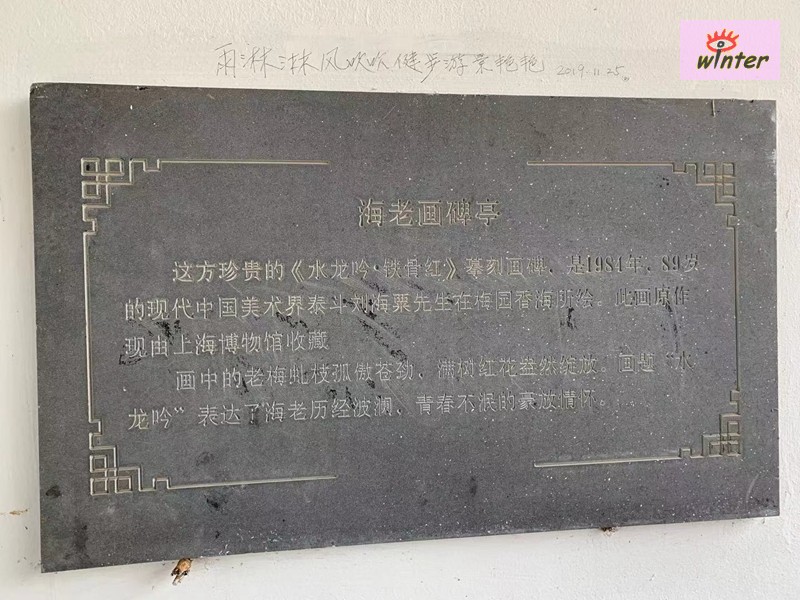 winter
雨淋淋风吹吹健步游景艳艳 2019.11.25
海老画碑亭
这方珍贵的《水龙吟·铁骨红》摹刻画碑，是1984年，89岁
的现代中国美术界泰斗刘海粟先生在梅园香海所绘。此画原作
现由上海博物馆收藏
画中的老梅虬枝孤傲苍劲、满树红花盎然绽放。画题“水
龙吟”表达了海老历经波澜、青春不泯的豪放情怀。